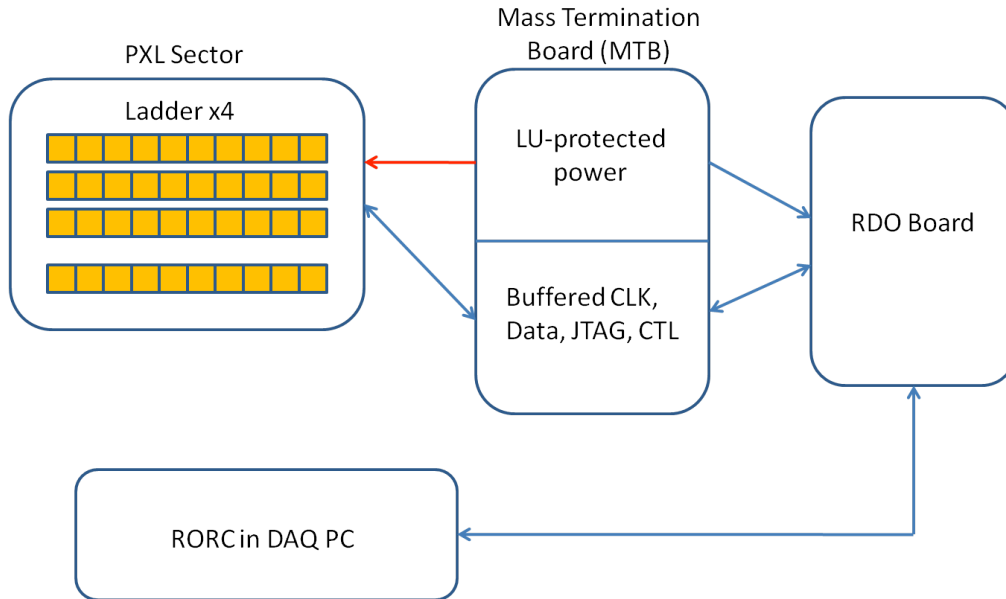 PXL Sector
Ladder x4
Mass Termination
Board (MTB)
LU-protected
power
Buffered CLK,
Data, JTAG, CTL
RDO Board
RORC in DAQ PC